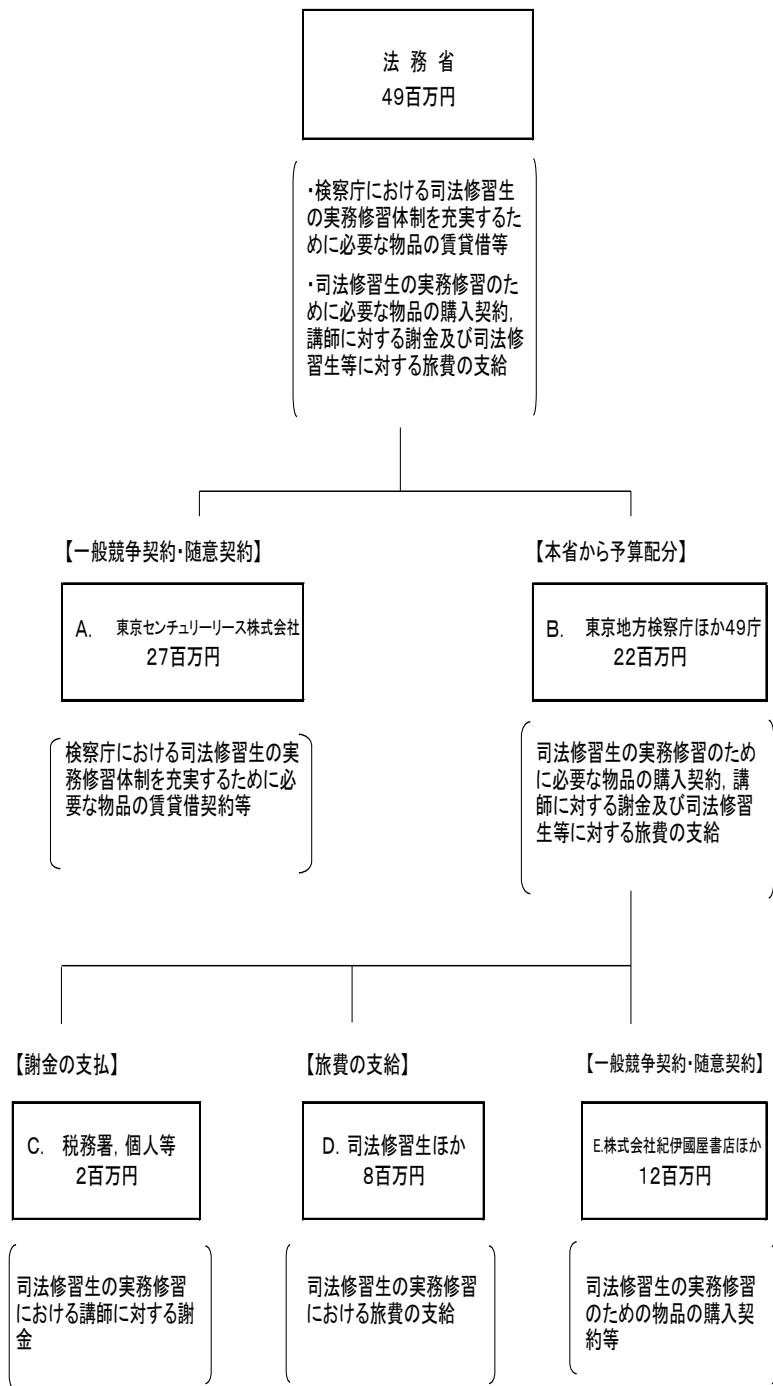 法務省
49百万円
・検察庁における司法修習生
の実務修習体制を充実するた
めに必要な物品の賃貸借等
・司法修習生の実務修習のた
めに必要な物品の購入契約,
講師に対する謝金及び司法修
習生等に対する旅費の支給
【一般競争契約・随意契約】
A. 東京センチュリーリース株式会社
27百万円
検察庁における司法修習生の実
務修習体制を充実するために必
要な物品の賃貸借契約等
【本省から予算配分】
B. 東京地方検察庁ほか49庁
22百万円
司法修習生の実務修習のため
に必要な物品の購入契約, 講
師に対する謝金及び司法修習
生等に対する旅費の支給
【謝金の支払】
C. 税務署, 個人等
2百万円
司法修習生の実務修習
における講師に対する謝
金
【旅費の支給】
D. 司法修習生ほか
8百万円
司法修習生の実務修習
における旅費の支給
【一般競争契約・随意契約】
E.株式会社紀伊國屋書店ほか
12百万円
司法修習生の実務修習
のための物品の購入契
約等